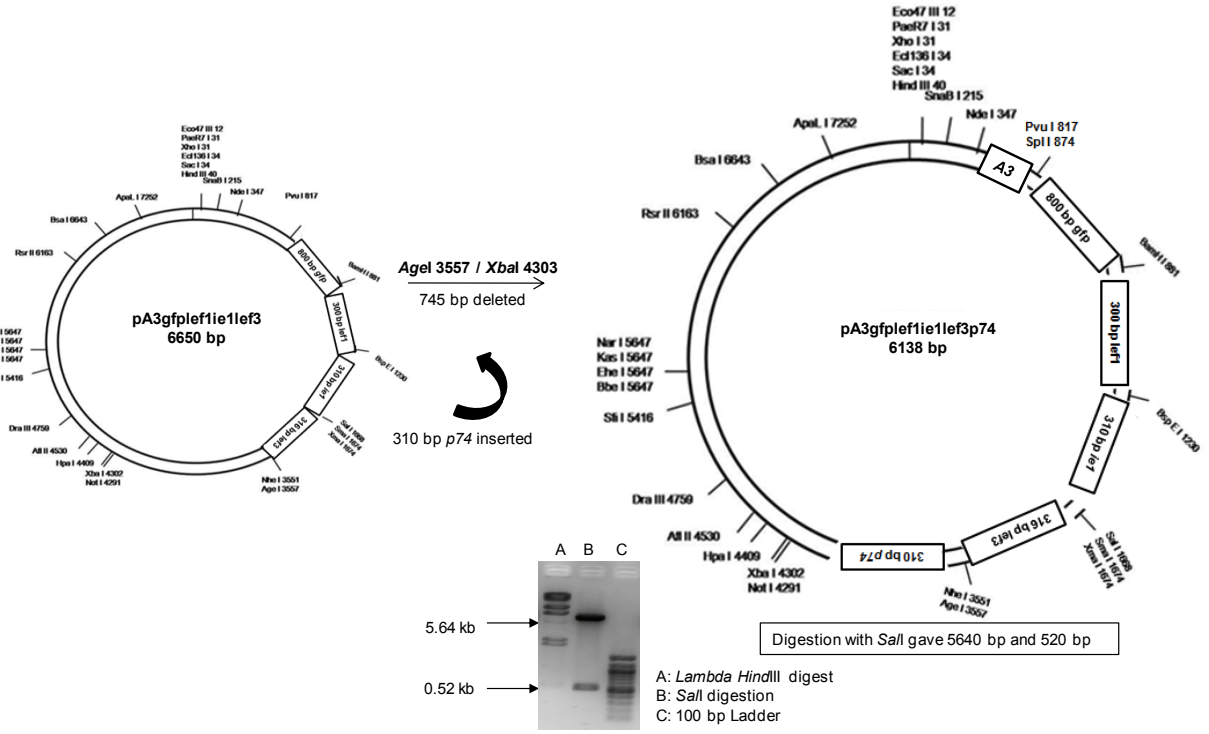 Eco47 III 12
PaeR7 I 31
Xho I 31
Ecl136 I 34
Sac I 34
Hind III 40
SnaB I 215
Nde I 347
Pvu I 817
ApaL I 7252
Bsa I 6643
Rsr II 6163
800 bp gfp
BamH I 881
300 bp lef1
BspE I 1230
310 bp ie1
Sal I 1668
Sma I 1674
Xma I 1674
316 bp lef3
Nhe I 3551
Age I 3557
pA3gfplef1ie1lef3
6650 bp
I 5647
I 5647
I 5647
I 5647
I 5416
Dra III 4759
Afl II 4530
Hpa I 4409
Xba I 4302
Not I 4291
AgeI 3557 / XbaI 4303
745 bp deleted
310 bp p74 inserted
Eco47 III 12
PaeR7 I 31
Xho I 31
Ecl136 I 34
Sac I 34
Hind III 40
SnaB I 215
Nde I 347
Pvu I 817
Spl I 874
ApaL I 7252
Bsa I 6643
Rsr II 6163
A3
800 bp gfp
BamH I 881
300 bp lef1
BspE I 1230
310 bp ie1
Sal I 1668
Sma I 1674
Xma I 1674
316 bp lef3
Nhe I 3551
Age I 3557
310 bp p74
pA3gfplef1ie1lef3p74
6138 bp
Nar I 5647
Kas I 5647
Ehe I 5647
Bbe I 5647
Sfi I 5416
Dra III 4759
Afl II 4530
Hpa I 4409
Xba I 4302
Not I 4291
Digestion with SalI gave 5640 bp and 520 bp
A B C
5.64 kb
0.52 kb
A: Lambda HindIII digest
B: SalI digestion
C: 100 bp Ladder